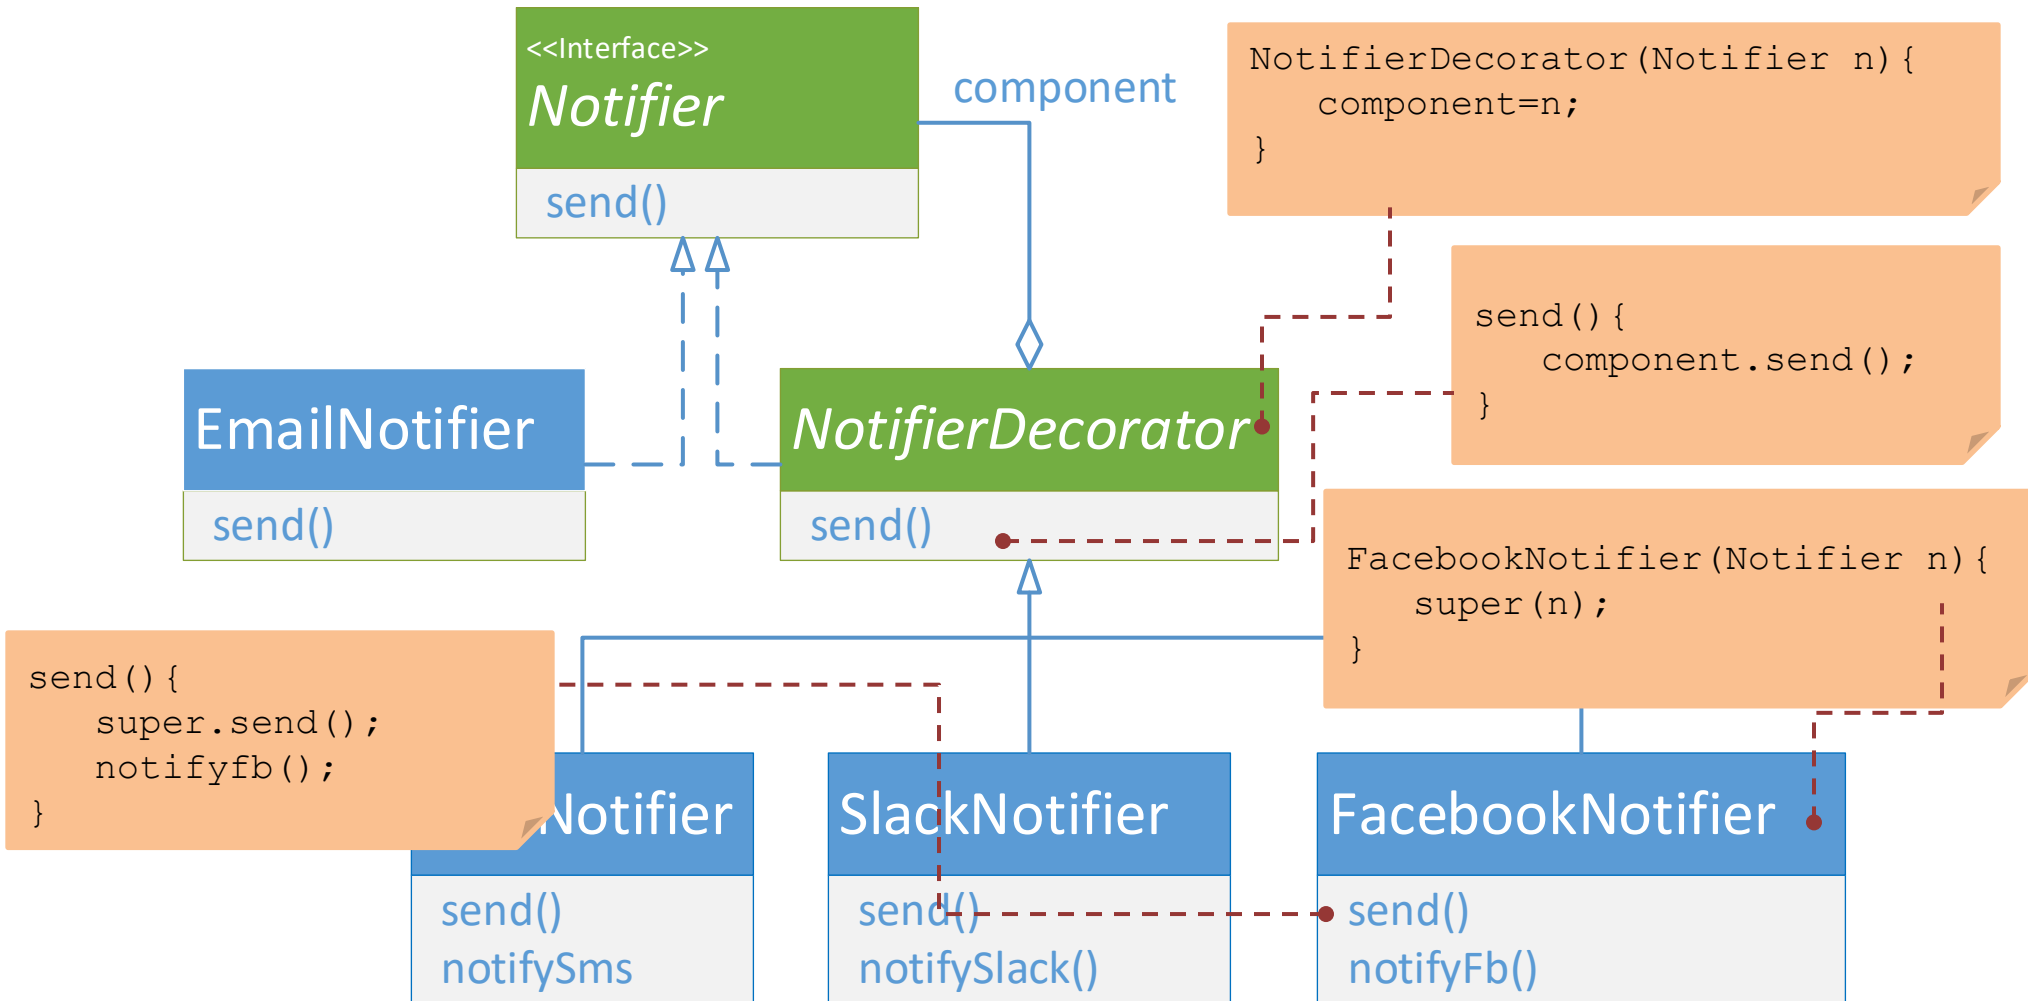 <<Interface>>
Notifier
send()
component
NotifierDecorator(Notifier n){
component=n;
}
send(){
component.send();
}
EmailNotifier
send()
NotifierDecorator
send()
FacebookNotifier(Notifier n){
super(n);
}
send(){
super.send();
notifyfb();
}
Notifier
send()
notifySms
SlackNotifier
send()
notifySlack()
FacebookNotifier
send()
notifyFb()